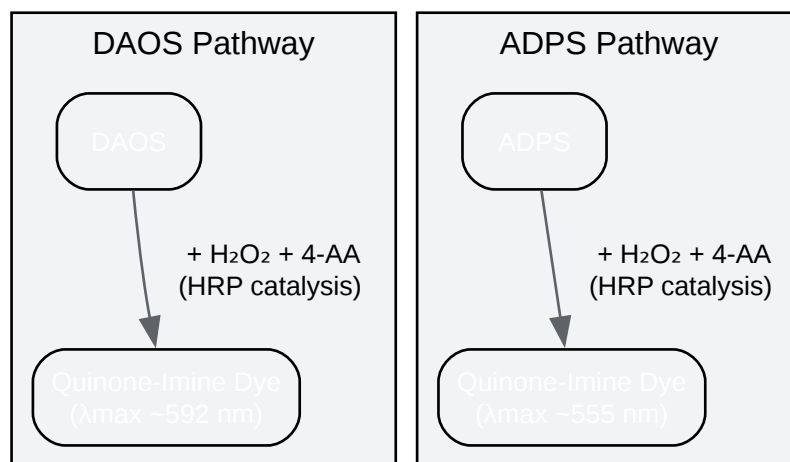 DAOS Pathway
DAOS
+ H₂O₂ + 4-AA
(HRP catalysis)
Quinone-Imine Dye
(λmax ~592 nm)
ADPS Pathway
ADPS
+ H₂O₂ + 4-AA
(HRP catalysis)
Quinone-Imine Dye
(λmax ~555 nm)